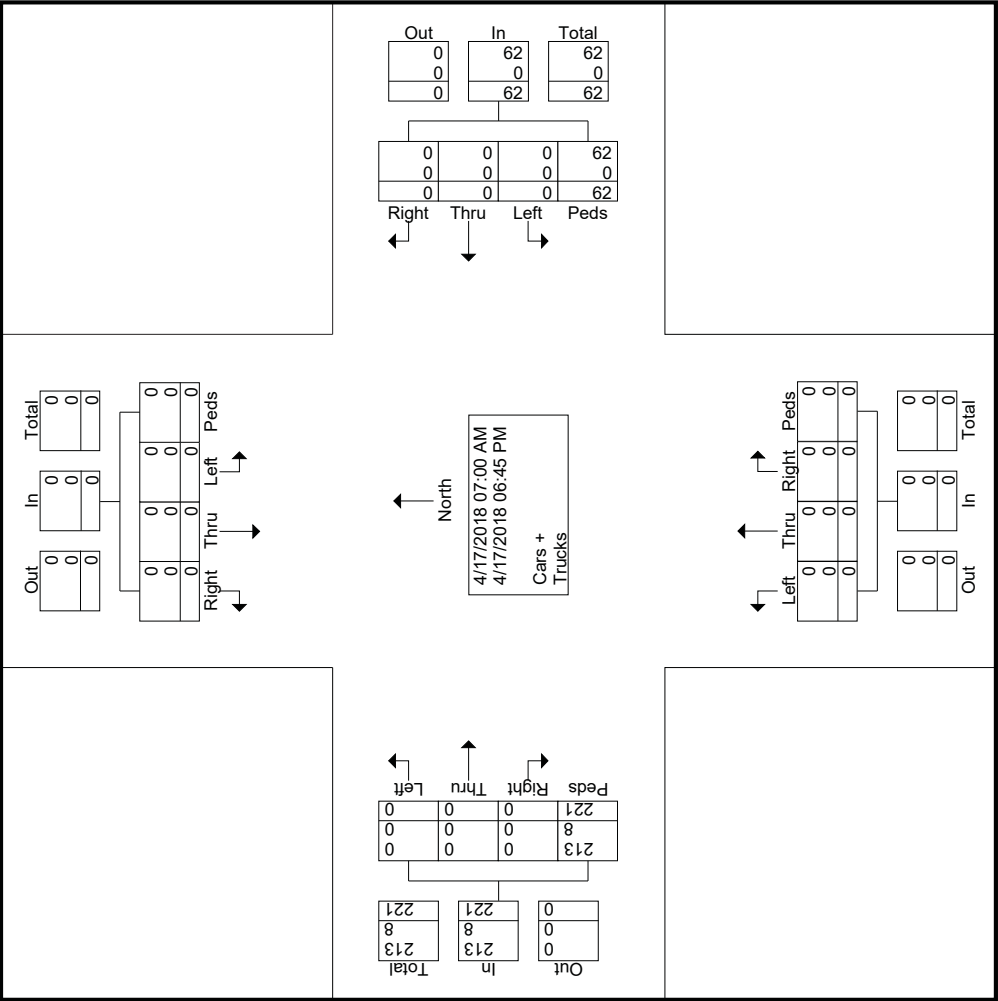 Out In Total
0 62 62
0 0 0
0 62 62
0 0 0 62
0 0 0 0
0 0 0 62
Right Thru Left Peds
Total
0
0
0
In
0
0
0
Out
0
0
0
Peds
0
0
0
Left
0
0
0
Thru
0
0
0
Right
0
0
0
North
4/17/2018 07:00 AM
4/17/2018 06:45 PM
Cars +
Trucks
Peds
0
0
0
Right
0
0
0
Thru
0
0
0
Left
0
0
0
Total
0
0
0
In
0
0
0
Out
0
0
0
Left Thru Right Peds
0 0 0 221
0 0 0 8
0 0 0 213
221 221 0
8 8 0
213 213 0
Total In Out